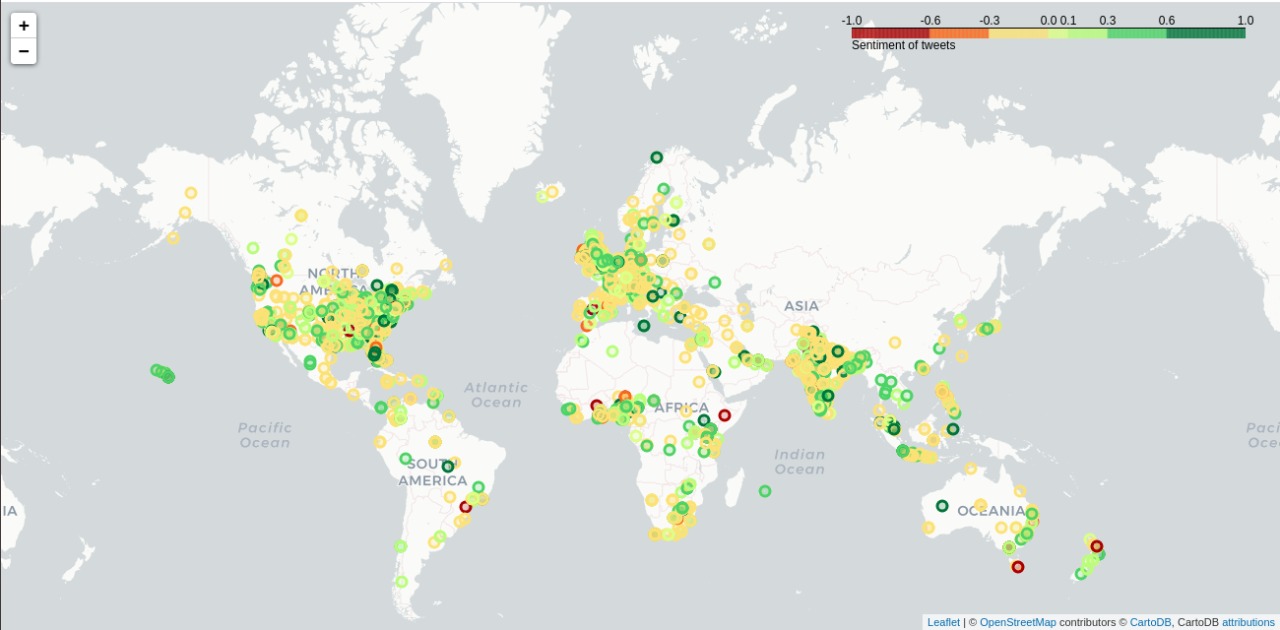 +
−
-1.0 -0.6 -0.3 0.0 0.1 0.3 0.6 1.0
Sentiment of tweets
NORTH
AMERICA
ASIA
Atlantic
Ocean
AFRICA
Pacific
Ocean
Paci
Oce
Indian
Ocean
SOUTH
AMERICA
IA
OCEANIA
Leaflet | © OpenStreetMap contributors © CartoDB, CartoDB attributions